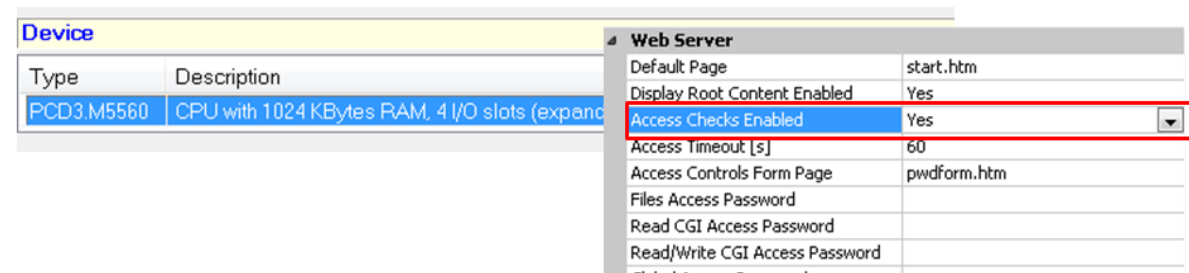 Device
Type Description
PCD3.M5560 CPU with 1024 KBytes RAM, 4 I/O slots (expand
Web Server
Default Page start.htm
Display Root Content Enabled Yes
Access Checks Enabled Yes
Access Timeout [s] 60
Access Controls Form Page pwdform.htm
Files Access Password
Read CGI Access Password
Read/Write CGI Access Password